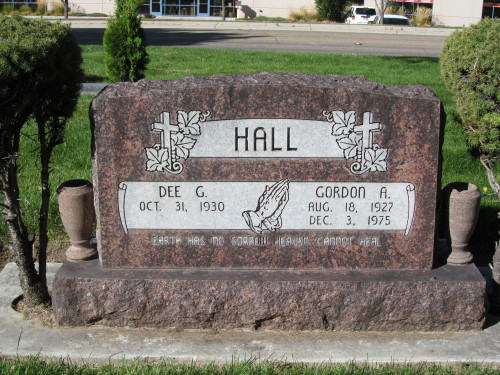 HALL
DEE G.
OCT. 31, 1930
GORDON A.
AUG. 18, 1927
DEC. 3, 1975
EARTH HAS NO SORROW HEAVEN CANNOT HEAL